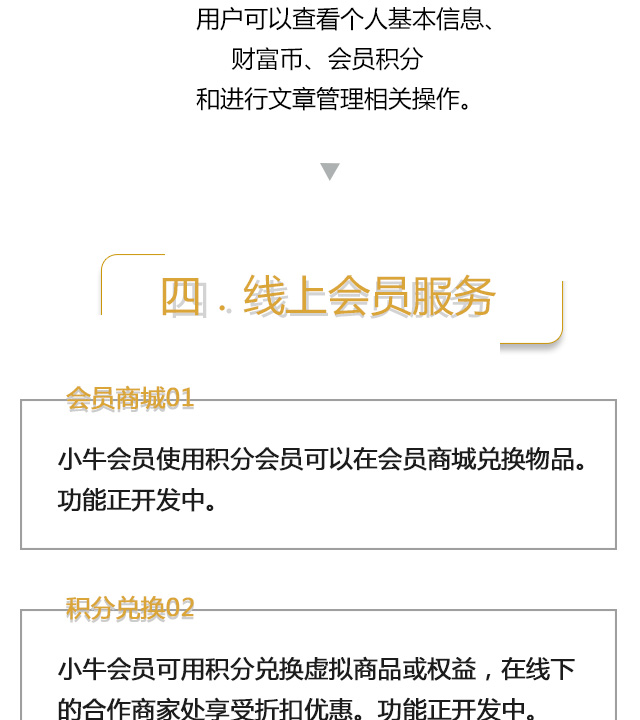 用户可以查看个人基本信息、
财富币、会员积分
和进行文章管理相关操作。
四．线上会员服务
会员商城01
小牛会员使用积分会员可以在会员商城兑换物品。
功能正开发中。
积分兑换02
小牛会员可用积分兑换虚拟商品或权益，在线下
的合作商家处享受折扣优惠。功能正开发中。